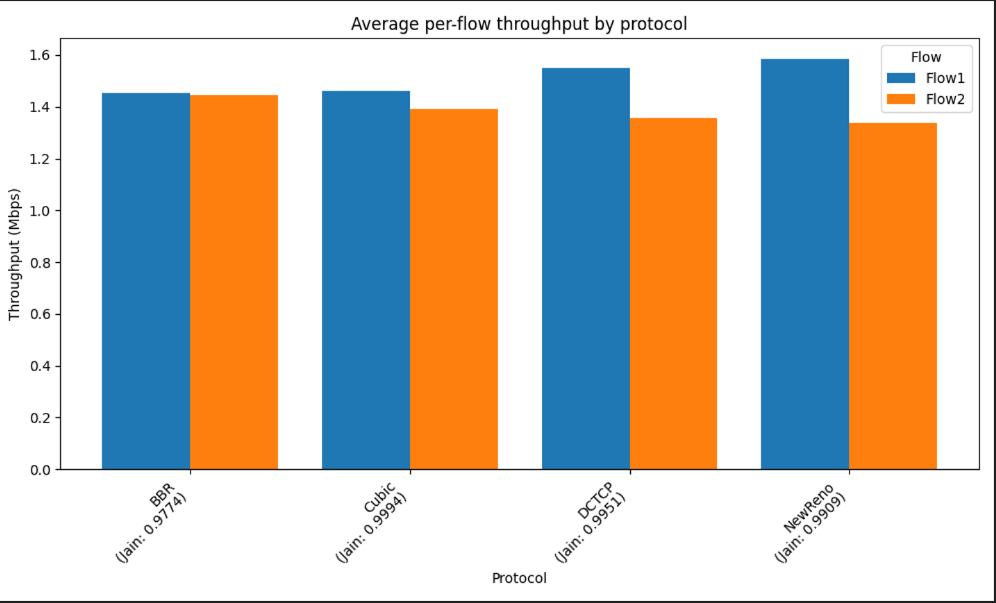 Average per-flow throughput by protocol
Flow
Flow1
Flow2
1.6
1.4
1.2
1.0
0.8
0.6
0.4
0.2
0.0
Throughput (Mbps)
BBR
(Jain: 0.9774)
Cubic
(Jain: 0.9994)
DCTCP
(Jain: 0.9951)
NewReno
(Jain: 0.9909)
Protocol